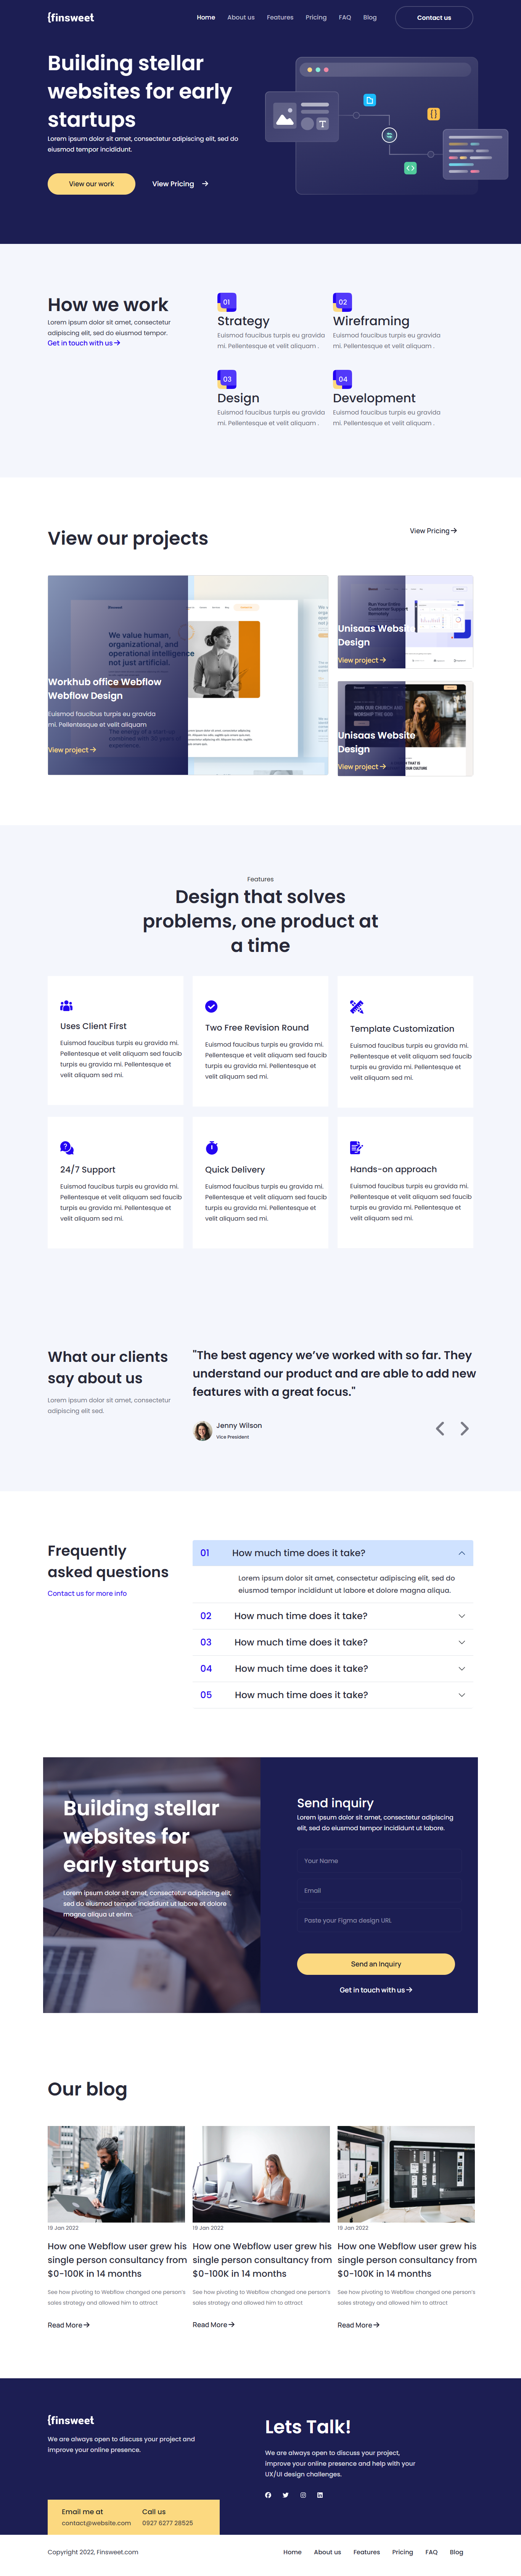 {finsweet
Home About us Features Pricing FAQ Blog Contact us
Building stellar
websites for early
startups
Lorem ipsum dolor sit amet, consectetur adipiscing elit, sed do
eiusmod tempor incididunt.
View our work View Pricing →
How we work
Lorem ipsum dolor sit amet, consectetur
adipiscing elit, sed do eiusmod tempor.
Get in touch with us →
01
Strategy
Euismod faucibus turpis eu gravida
mi. Pellentesque et velit aliquam .
02
Wireframing
Euismod faucibus turpis eu gravida
mi. Pellentesque et velit aliquam .
03
Design
Euismod faucibus turpis eu gravida
mi. Pellentesque et velit aliquam .
04
Development
Euismod faucibus turpis eu gravida
mi. Pellentesque et velit aliquam .
View our projects
View Pricing →
We value human,
organizational, and
operational intelligence
not just artificial.
Workhub office Webflow
Webflow Design
Euismod faucibus turpis eu gravida
mi. Pellentesque et velit aliquam
View project →
Unisaas Website
Design
View project →
Unisaas Website
Design
View project →
Features
Design that solves
problems, one product at
a time
Uses Client First
Euismod faucibus turpis eu gravida mi.
Pellentesque et velit aliquam sed faucib
turpis eu gravida mi. Pellentesque et
velit aliquam sed mi.
Two Free Revision Round
Euismod faucibus turpis eu gravida mi.
Pellentesque et velit aliquam sed faucib
turpis eu gravida mi. Pellentesque et
velit aliquam sed mi.
Template Customization
Euismod faucibus turpis eu gravida mi.
Pellentesque et velit aliquam sed faucib
turpis eu gravida mi. Pellentesque et
velit aliquam sed mi.
24/7 Support
Euismod faucibus turpis eu gravida mi.
Pellentesque et velit aliquam sed faucib
turpis eu gravida mi. Pellentesque et
velit aliquam sed mi.
Quick Delivery
Euismod faucibus turpis eu gravida mi.
Pellentesque et velit aliquam sed faucib
turpis eu gravida mi. Pellentesque et
velit aliquam sed mi.
Hands-on approach
Euismod faucibus turpis eu gravida mi.
Pellentesque et velit aliquam sed faucib
turpis eu gravida mi. Pellentesque et
velit aliquam sed mi.
What our clients
say about us
Lorem ipsum dolor sit amet, consectetur
adipiscing elit sed.
"The best agency we’ve worked with so far. They
understand our product and are able to add new
features with a great focus."
Jenny Wilson
Vice President
Frequently
asked questions
Contact us for more info
01 How much time does it take?
Lorem ipsum dolor sit amet, consectetur adipiscing elit, sed do
eiusmod tempor incididunt ut labore et dolore magna aliqua.
02 How much time does it take?
03 How much time does it take?
04 How much time does it take?
05 How much time does it take?
Building stellar
websites for
early startups
Lorem ipsum dolor sit amet, consectetur adipiscing elit,
sed do eiusmod tempor incididunt ut labore et dolore
magna aliqua ut enim.
Send inquiry
Lorem ipsum dolor sit amet, consectetur adipiscing
elit, sed do eiusmod tempor incididunt ut labore.
Your Name
Email
Paste your Figma design URL
Send an Inquiry
Get in touch with us →
Our blog
19 Jan 2022
How one Webflow user grew his
single person consultancy from
$0-100K in 14 months
See how pivoting to Webflow changed one person's
sales strategy and allowed him to attract
Read More →
19 Jan 2022
How one Webflow user grew his
single person consultancy from
$0-100K in 14 months
See how pivoting to Webflow changed one person's
sales strategy and allowed him to attract
Read More →
19 Jan 2022
How one Webflow user grew his
single person consultancy from
$0-100K in 14 months
See how pivoting to Webflow changed one person's
sales strategy and allowed him to attract
Read More →
{finsweet
We are always open to discuss your project and
improve your online presence.
Email me at
contact@website.com
Call us
0927 6277 28525
Lets Talk!
We are always open to discuss your project,
improve your online presence and help with your
UX/UI design challenges.
Copyright 2022, Finsweet.com
Home About us Features Pricing FAQ Blog